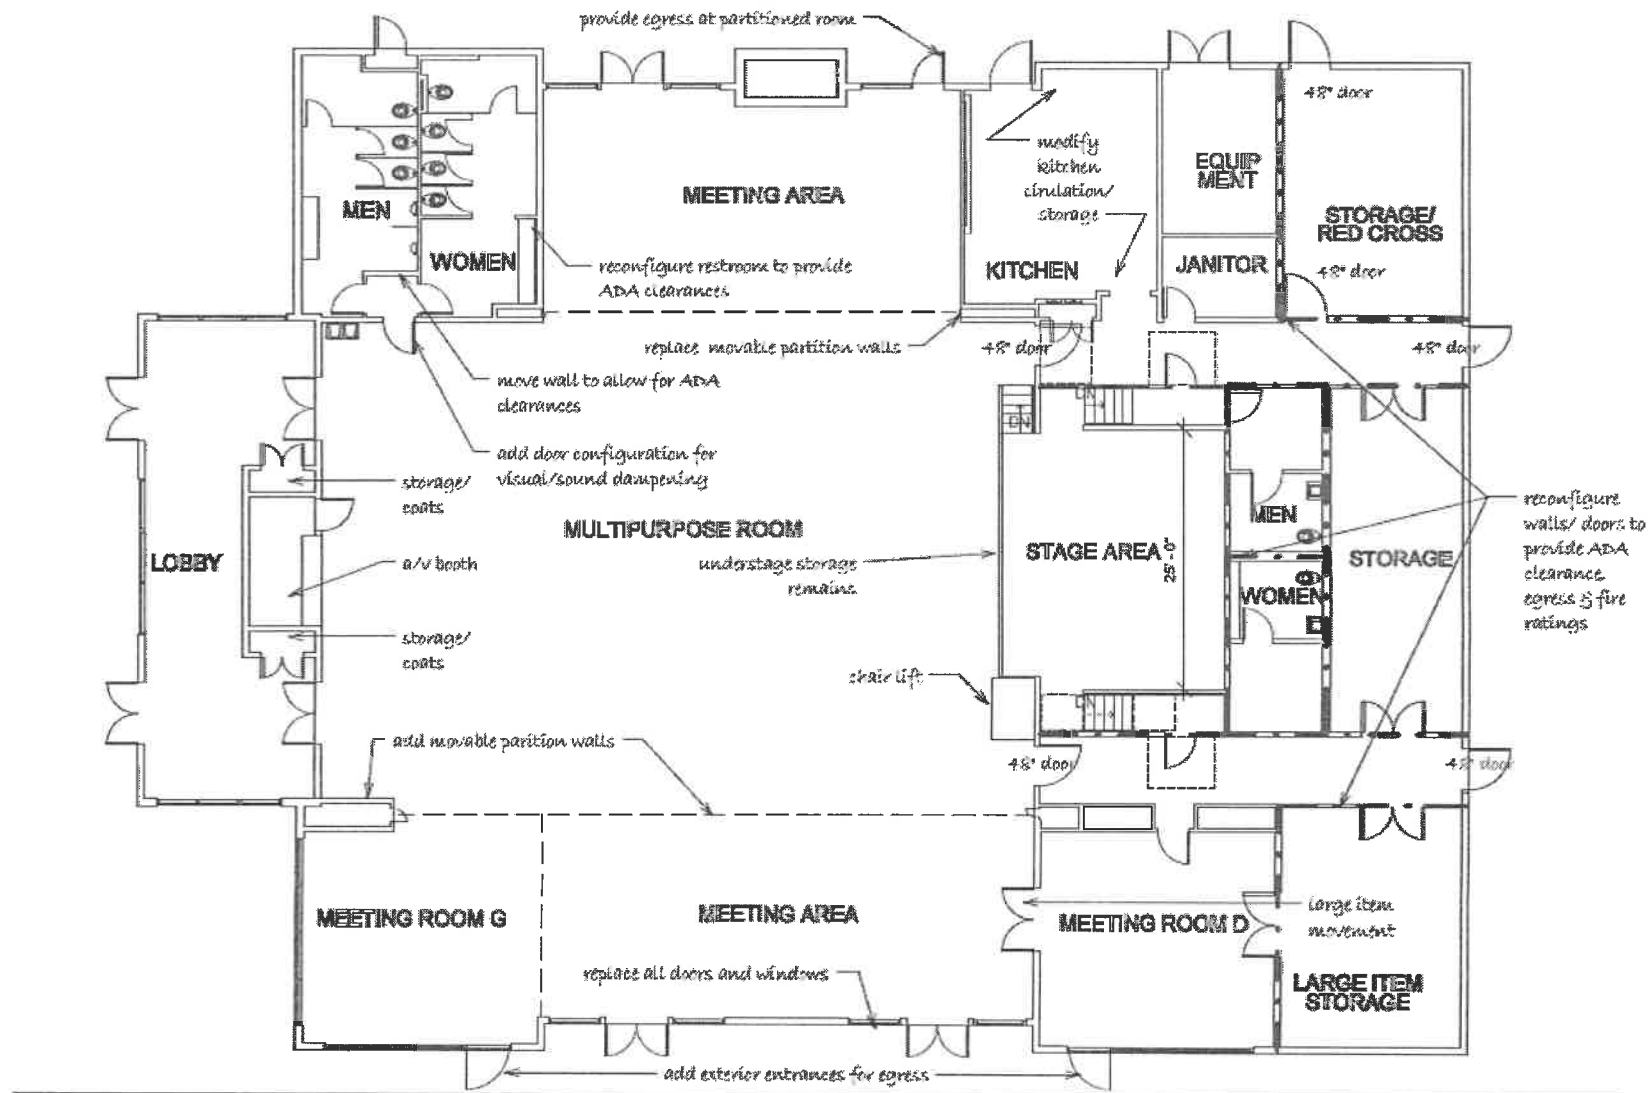 provide egress at partitioned room
48" door
modify
kitchen
cirulation/
storage
EQUIP
MENT
MEETING AREA
MEN
STORAGE/
RED CROSS
WOMEN
reconfigure restroom to provide
ADA clearances
KITCHEN
JANITOR
48" door
replace movable partition walls
48" door
48" door
move wall to allow for ADA
clearances
DN
DN
add door configuration for
visual/sound dampening
storage/
coats
MULTIPURPOSE ROOM
MEN
reconfigure
walls/ doors to
provide ADA
clearance
egress & fire
ratings
LOBBY
a/v booth
understage storage
remains
STAGE AREA
25'-0"
STORAGE
WOMEN
storage/
coats
chair lift
DN
add movable parition walls
48" door
48" door
MEETING ROOM G
MEETING AREA
MEETING ROOM D
large item
movement
replace all doors and windows
LARGE ITEM
STORAGE
add exterior entrances for egress